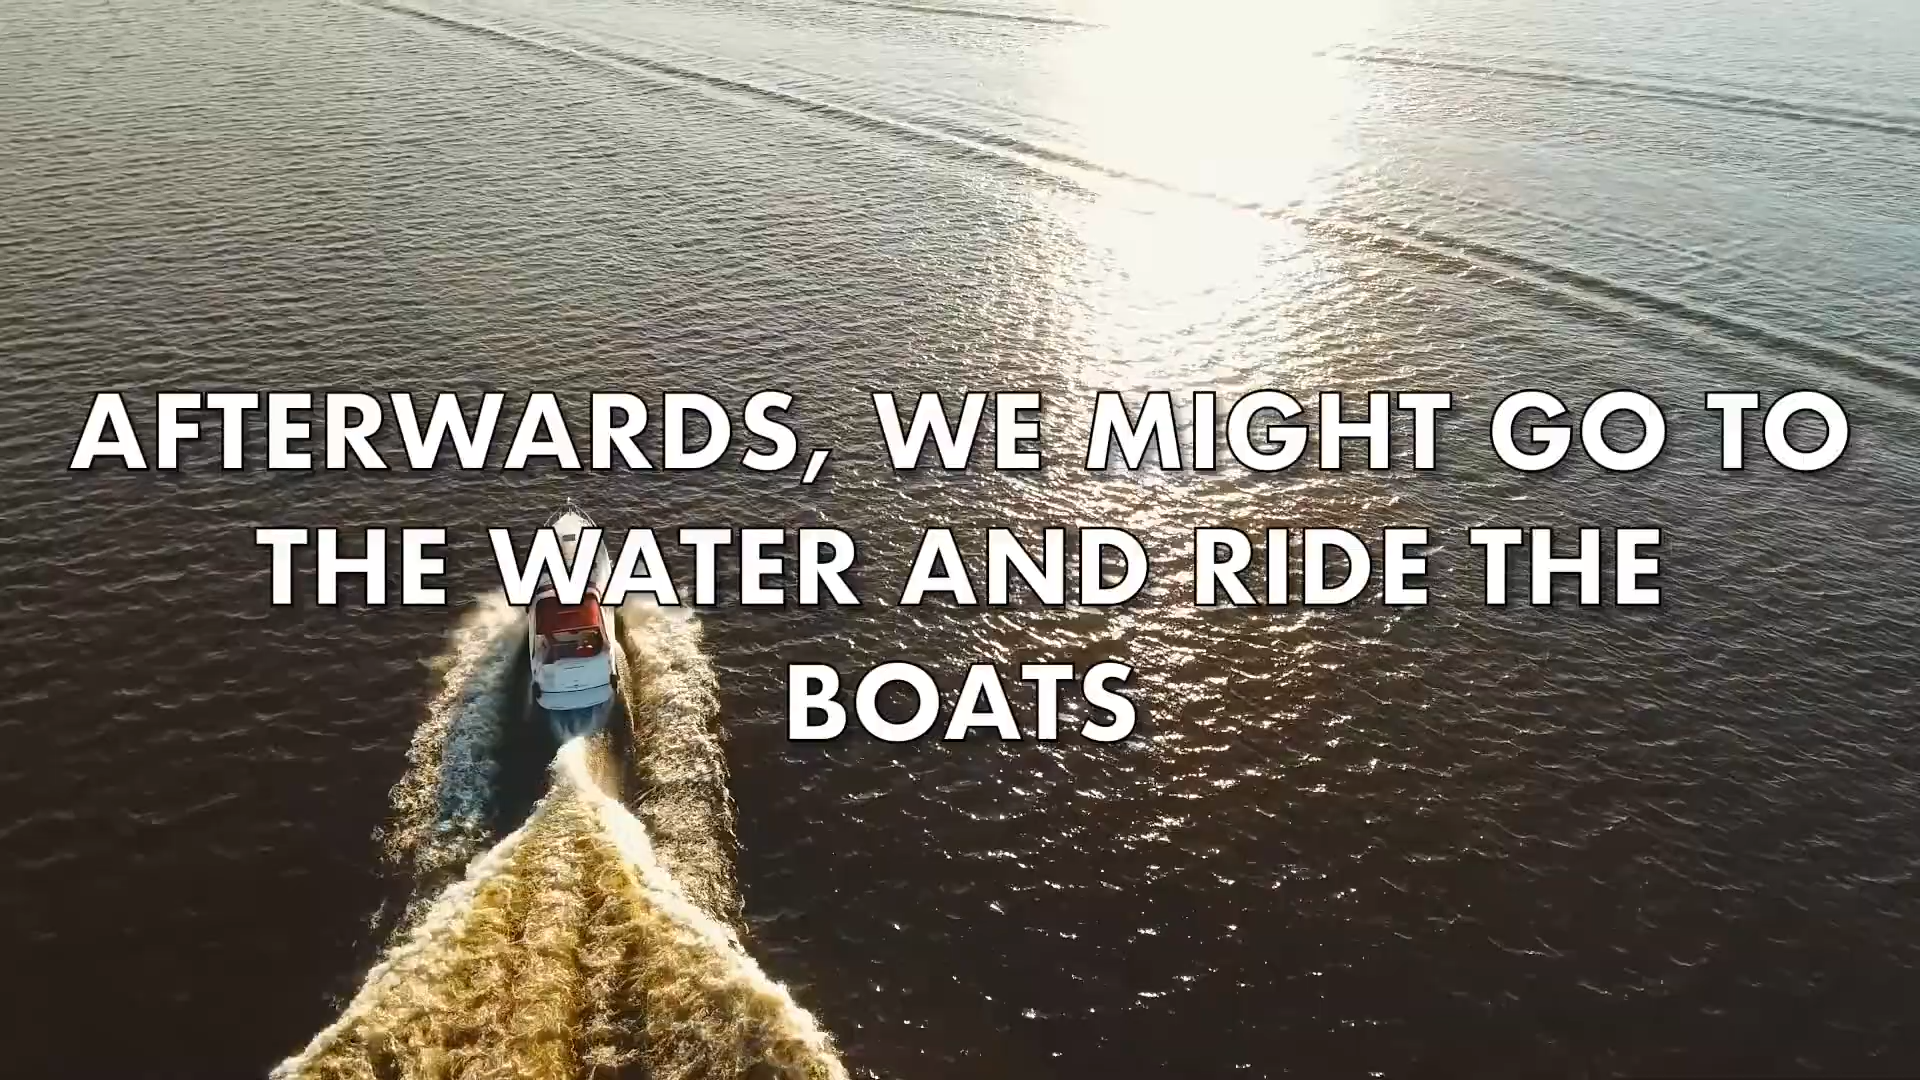 AFTERWARDS, WE MIGHT GO TO
THE WATER AND RIDE THE
BOATS